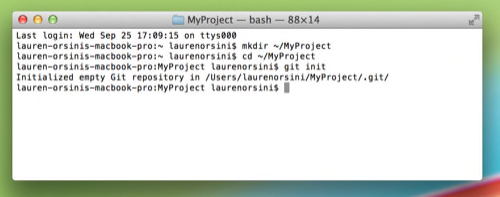 MyProject — bash — 88×14
Last login: Wed Sep 25 17:09:15 on ttys000
lauren-orsinis-macbook-pro:~ laurenorsini$ mkdir ~/MyProject
lauren-orsinis-macbook-pro:~ laurenorsini$ cd ~/MyProject
lauren-orsinis-macbook-pro:MyProject laurenorsini$ git init
Initialized empty Git repository in /Users/laurenorsini/MyProject/.git/
lauren-orsinis-macbook-pro:MyProject laurenorsini$